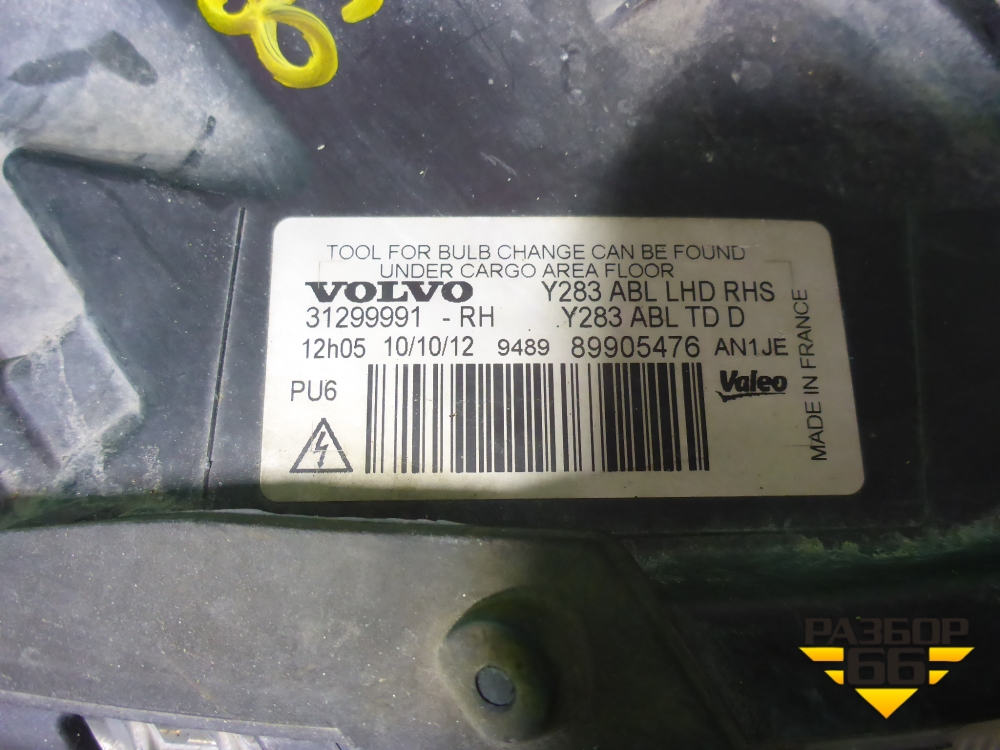 TOOL FOR BULB CHANGE CAN BE FOUND
UNDER CARGO AREA FLOOR
VOLVO Y283 ABL LHD RHS
31299991 - RH Y283 ABL TD D
12h05 10/10/12 9489 89905476 AN1JE
PU6
Valeo
MADE IN FRANCE
РАЗБОР
66